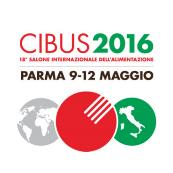 CIBUS 2016
18° SALONE INTERNAZIONALE DELL'ALIMENTAZIONE
PARMA 9-12 MAGGIO